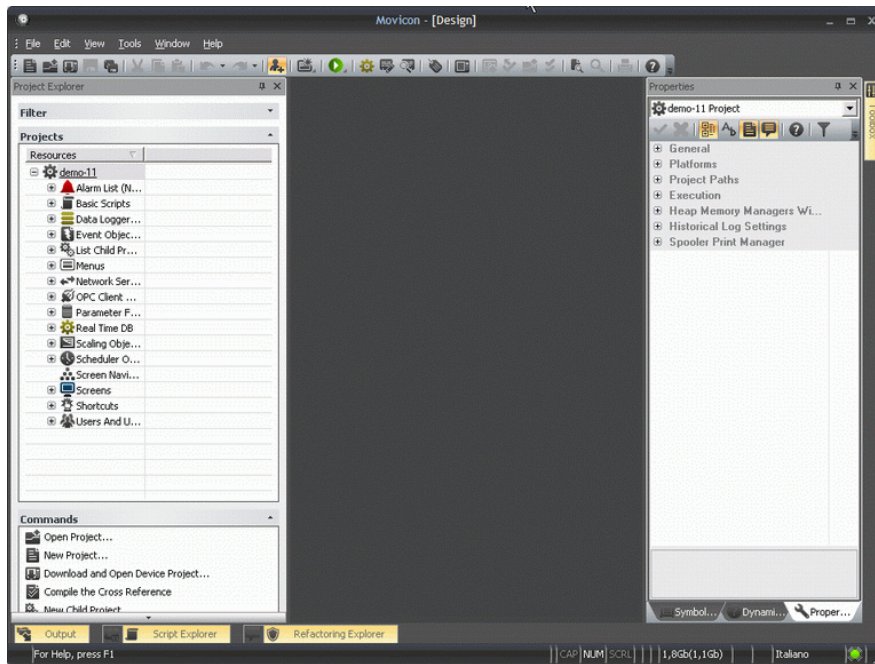 Movicon - [Design]
File Edit View Tools Window Help
Project Explorer
Filter
Projects
Resources
demo-11
Alarm List (N...
Basic Scripts
Data Logger...
Event Objec...
List Child Pr...
Menus
Network Ser...
OPC Client ...
Parameter F...
Real Time DB
Scaling Obje...
Scheduler O...
Screen Navi...
Screens
Shortcuts
Users And U...
Commands
Open Project...
New Project...
Download and Open Device Project...
Compile the Cross Reference
New Child Project
Properties
demo-11 Project
General
Platforms
Project Paths
Execution
Heap Memory Managers Wi...
Historical Log Settings
Spooler Print Manager
Toolbox
Symbol... Dynami... Proper...
Output Script Explorer Refactoring Explorer
For Help, press F1 CAP NUM SCRL 1,8Gb(1,1Gb) Italiano